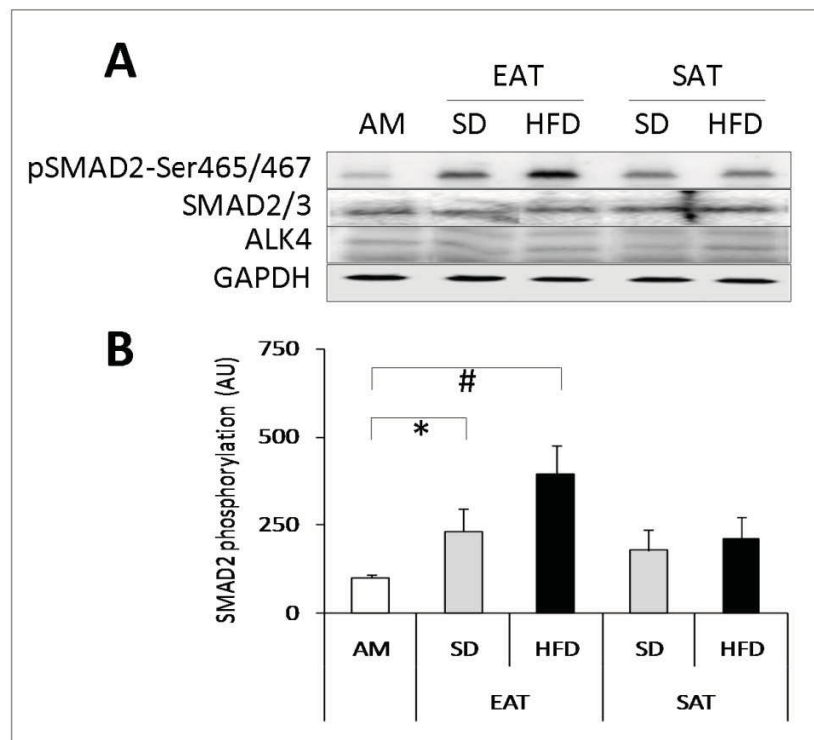 A
EAT SAT
AM SD HFD SD HFD
pSMAD2-Ser465/467
SMAD2/3
ALK4
GAPDH
B
SMAD2 phosphorylation (AU)
750
500
250
0
#
*
AM SD HFD SD HFD
EAT SAT